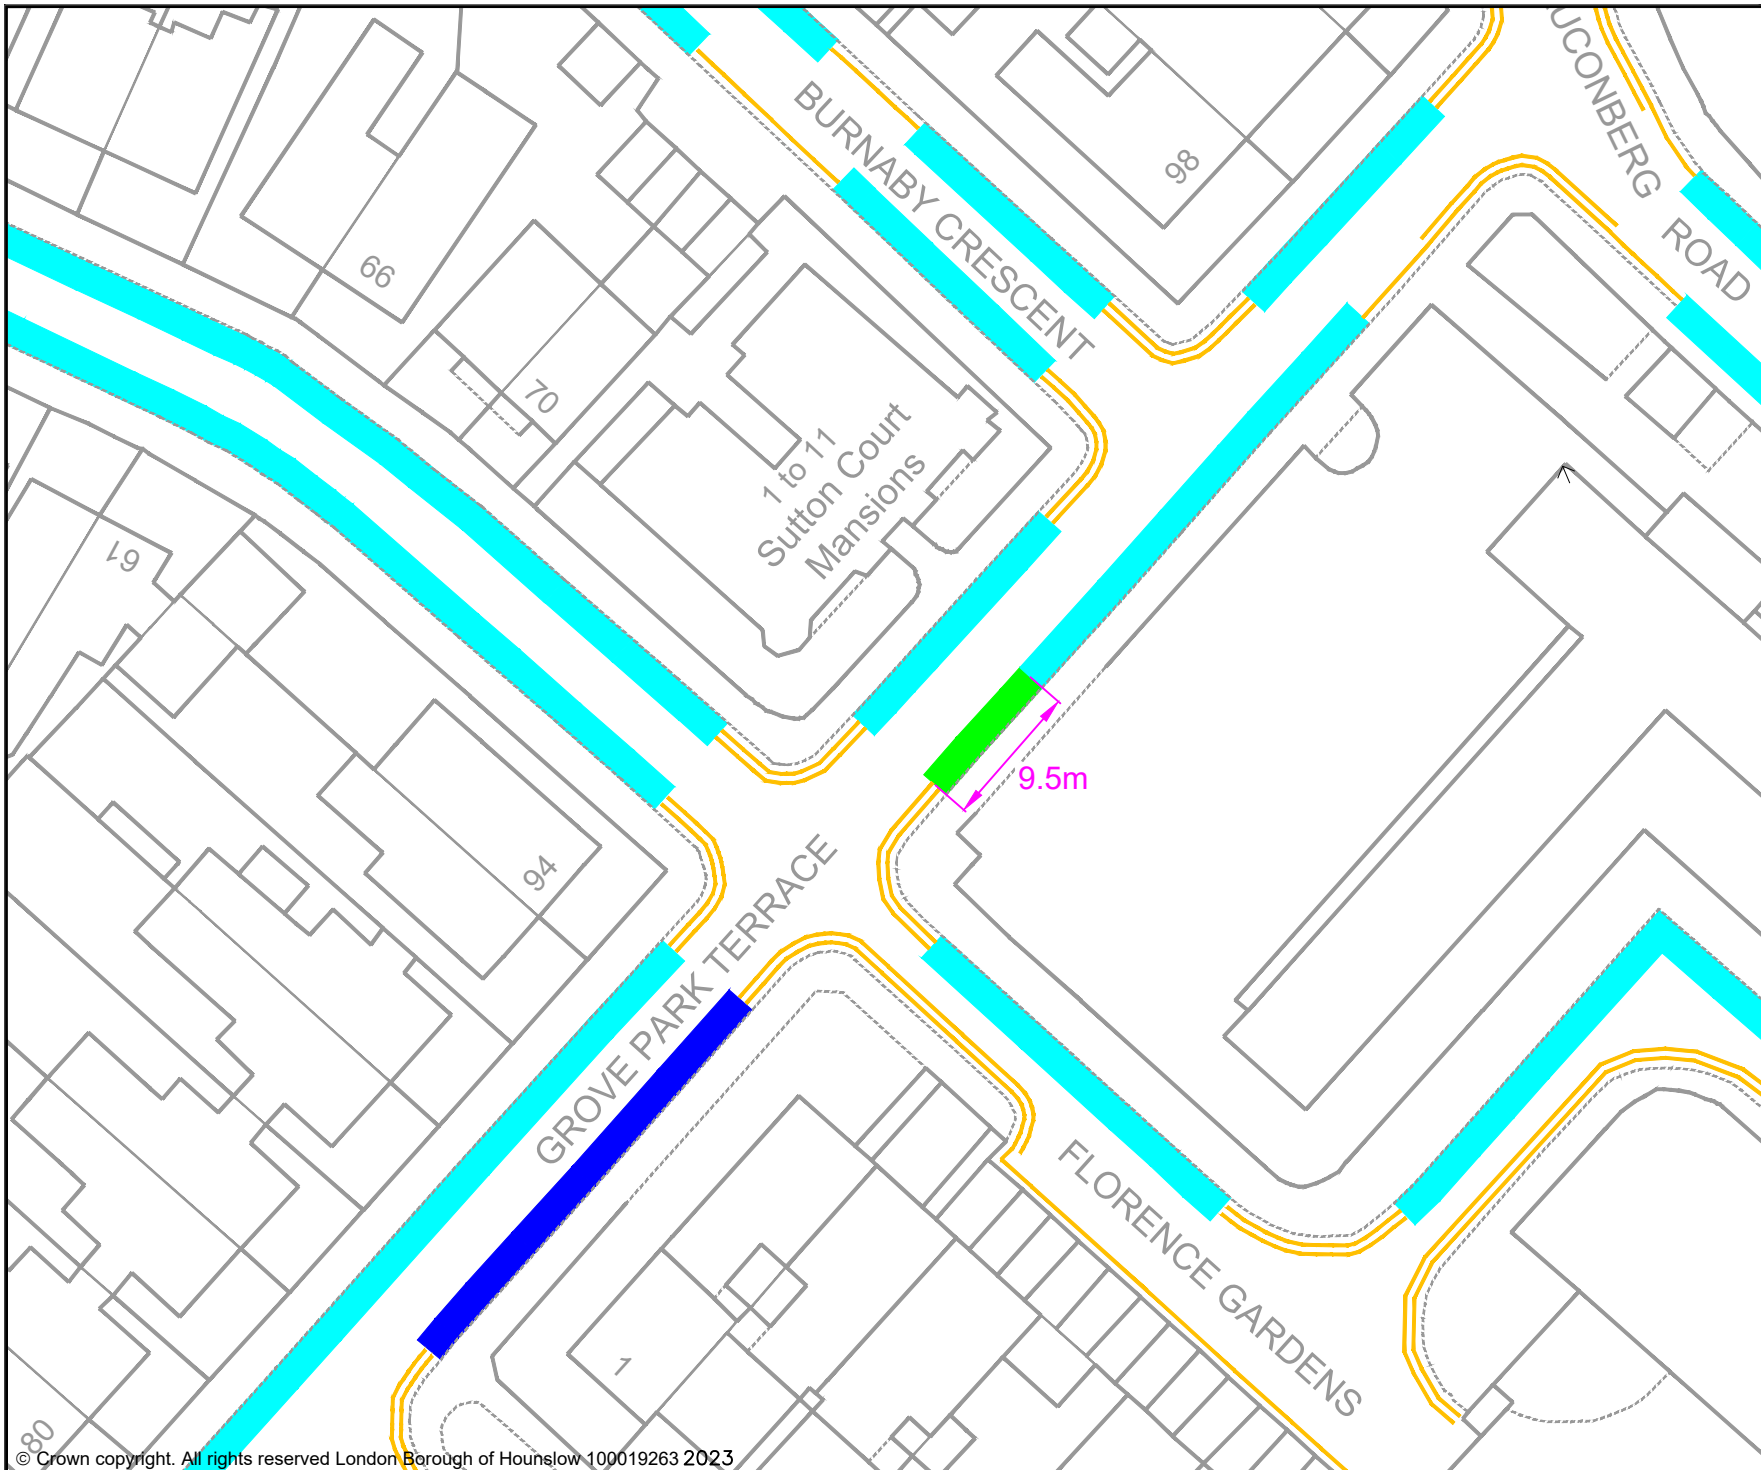 UCONBERG
ROAD
BURNABY CRESCENT
98
66
70
1 to 11
Sutton Court
Mansions
61
9.5m
94
GROVE PARK TERRACE
FLORENCE GARDENS
1
80
© Crown copyright. All rights reserved London Borough of Hounslow 100019263 2023